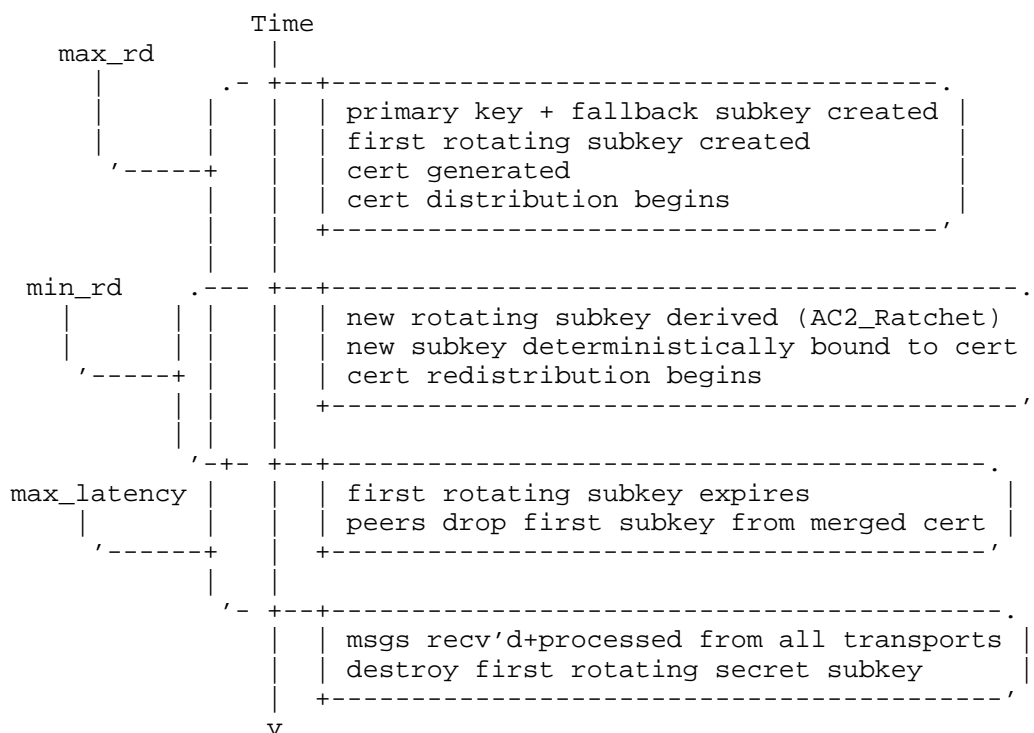 Time
max_rd
primary key + fallback subkey created
first rotating subkey created
cert generated
cert distribution begins
min_rd
new rotating subkey derived (AC2_Ratchet)
new subkey deterministically bound to cert
cert redistribution begins
max_latency
first rotating subkey expires
peers drop first subkey from merged cert
msgs recv’d+processed from all transports
destroy first rotating secret subkey
v